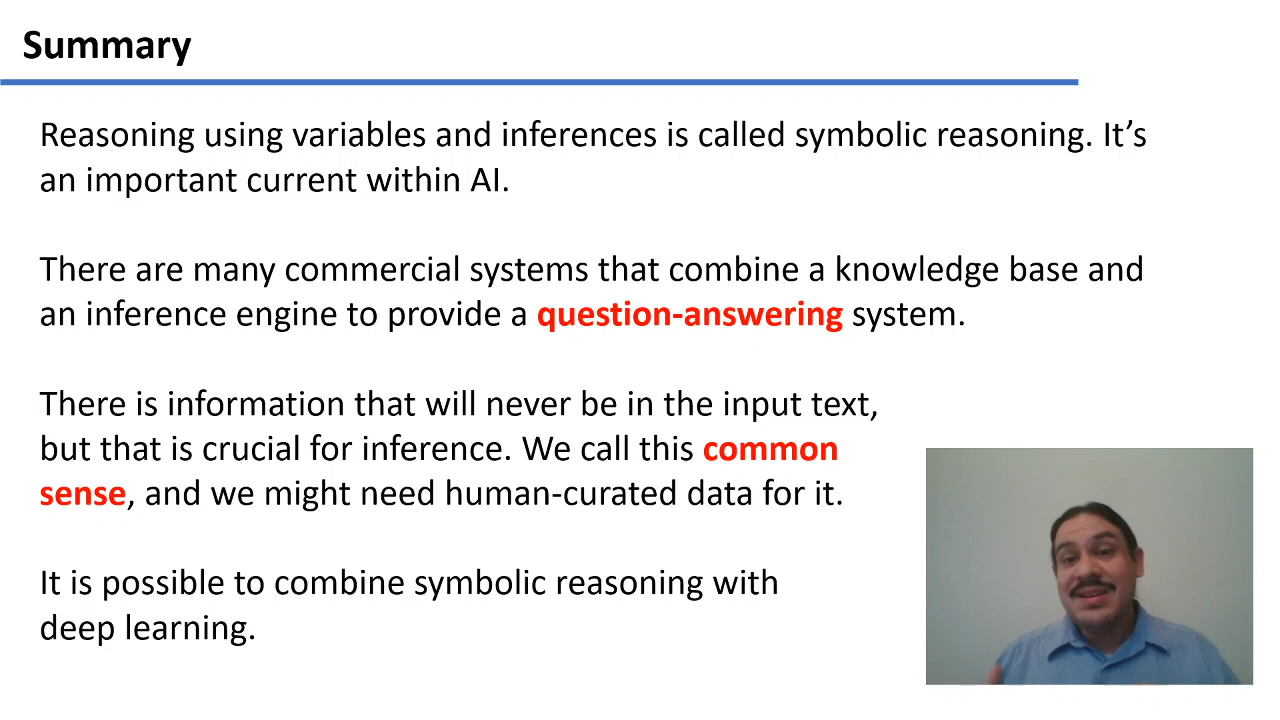 Summary
Reasoning using variables and inferences is called symbolic reasoning. It’s
an important current within AI.
There are many commercial systems that combine a knowledge base and
an inference engine to provide a question-answering system.
There is information that will never be in the input text,
but that is crucial for inference. We call this common
sense, and we might need human-curated data for it.
It is possible to combine symbolic reasoning with
deep learning.